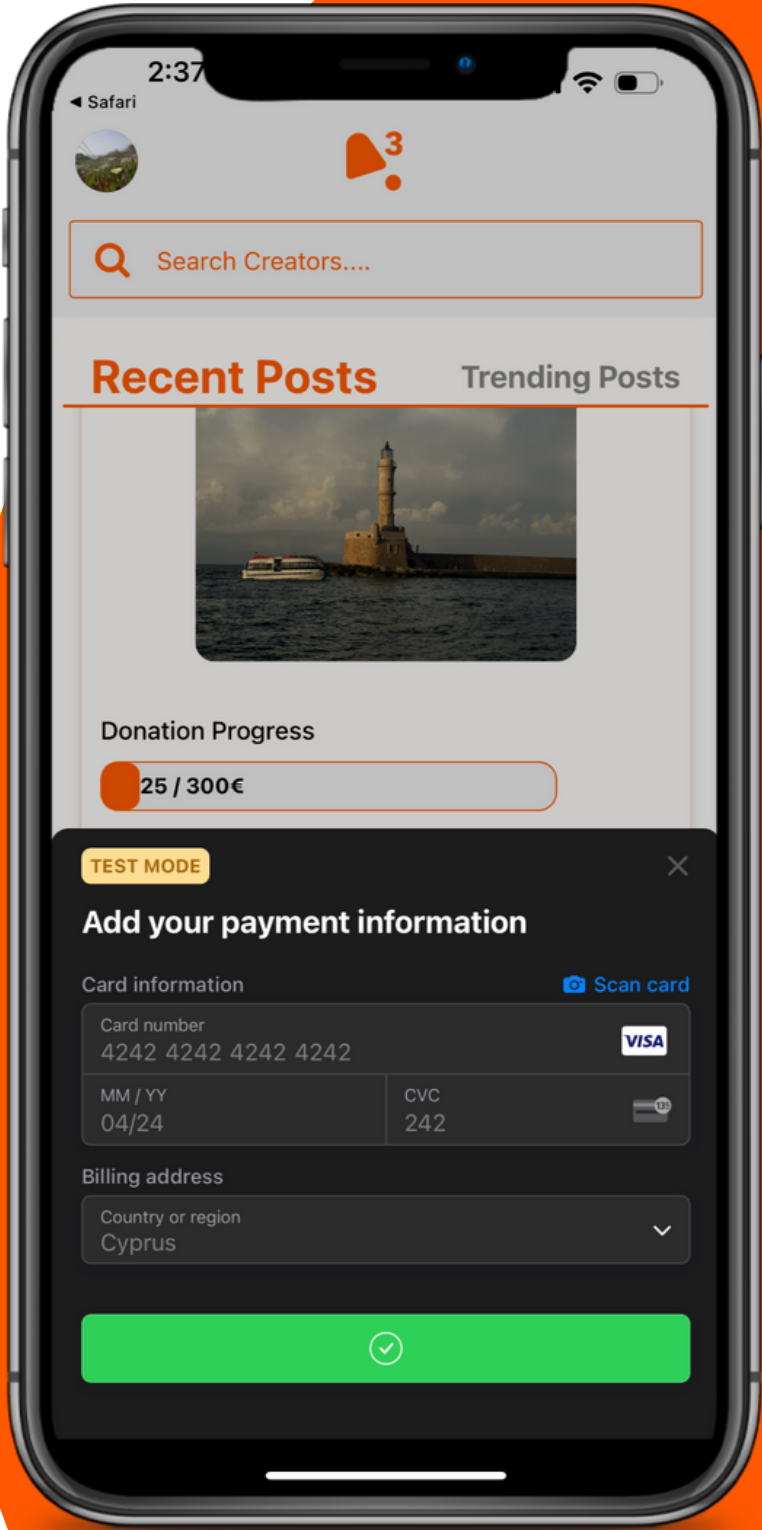 2:37
◀ Safari
3
Search Creators....
Recent Posts
Trending Posts
Donation Progress
25 / 300€
TEST MODE
Add your payment information
Card information
Scan card
Card number
4242 4242 4242 4242
VISA
MM / YY
CVC
04/24
242
135
Billing address
Country or region
Cyprus